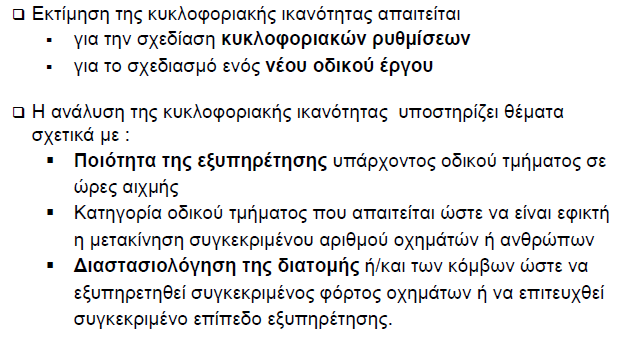 ❑ Εκτίμηση της κυκλοφοριακής ικανότητας απαιτείται
▪ για την σχεδίαση κυκλοφοριακών ρυθμίσεων
▪ για το σχεδιασμό ενός νέου οδικού έργου
❑ Η ανάλυση της κυκλοφοριακής ικανότητας υποστηρίζει θέματα
σχετικά με :
▪ Ποιότητα της εξυπηρέτησης υπάρχοντος οδικού τμήματος σε
ώρες αιχμής
▪ Κατηγορία οδικού τμήματος που απαιτείται ώστε να είναι εφικτή
η μετακίνηση συγκεκριμένου αριθμού οχημάτών ή ανθρώπων
▪ Διαστασιολόγηση της διατομής ή/και των κόμβων ώστε να
εξυπηρετηθεί συγκεκριμένος φόρτος οχημάτων ή να επιτευχθεί
συγκεκριμένο επίπεδο εξυπηρέτησης.